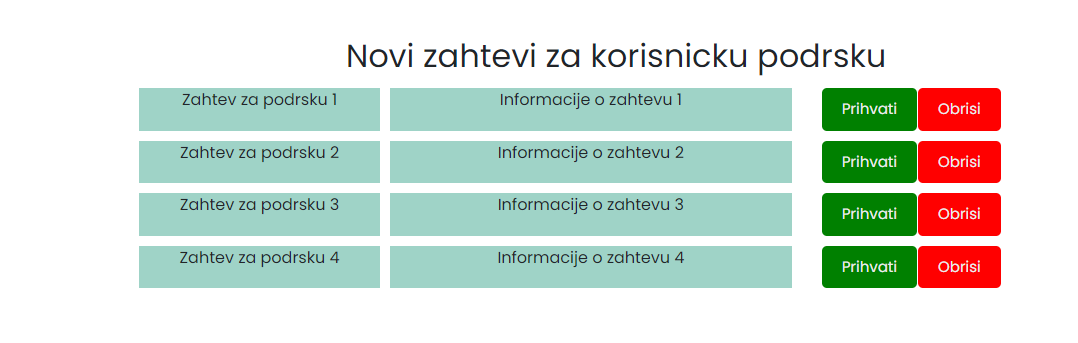 Novi zahtevi za korisnicku podrsku
Zahtev za podrsku 1 Informacije o zahtevu 1 Prihvati Obrisi
Zahtev za podrsku 2 Informacije o zahtevu 2 Prihvati Obrisi
Zahtev za podrsku 3 Informacije o zahtevu 3 Prihvati Obrisi
Zahtev za podrsku 4 Informacije o zahtevu 4 Prihvati Obrisi